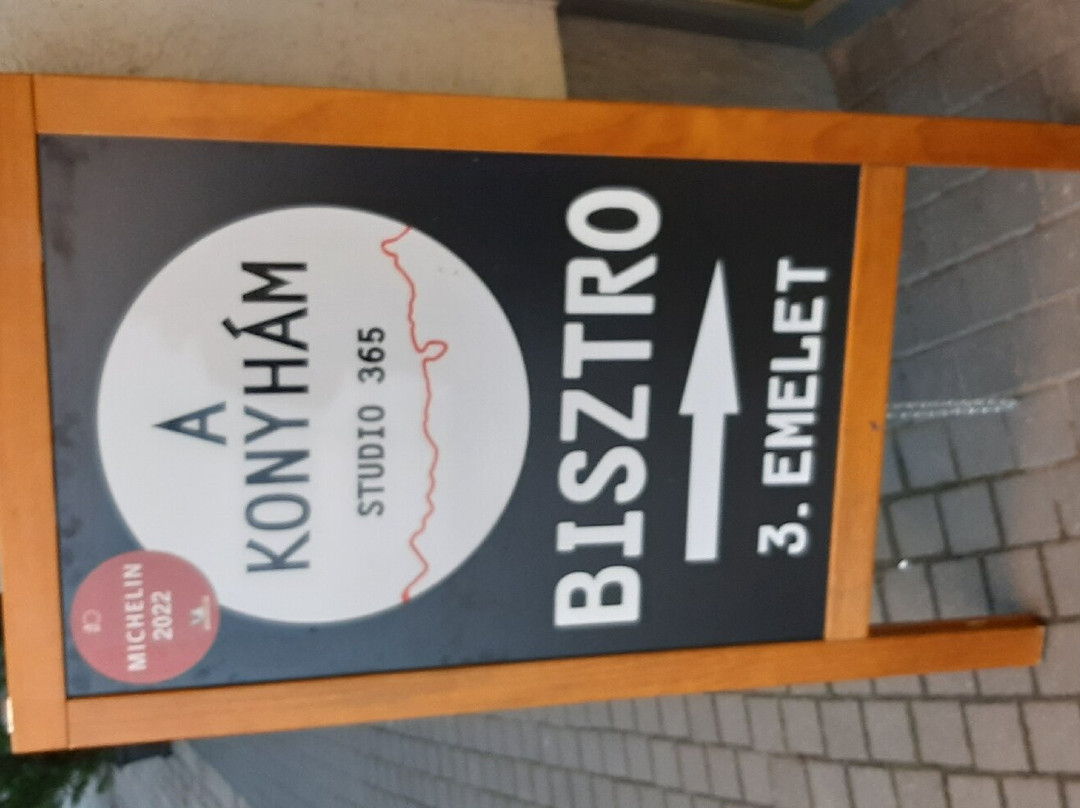 MICHELIN
2022
A
KONYHÁM
STUDIO 365
BISZTRO
3. EMELET